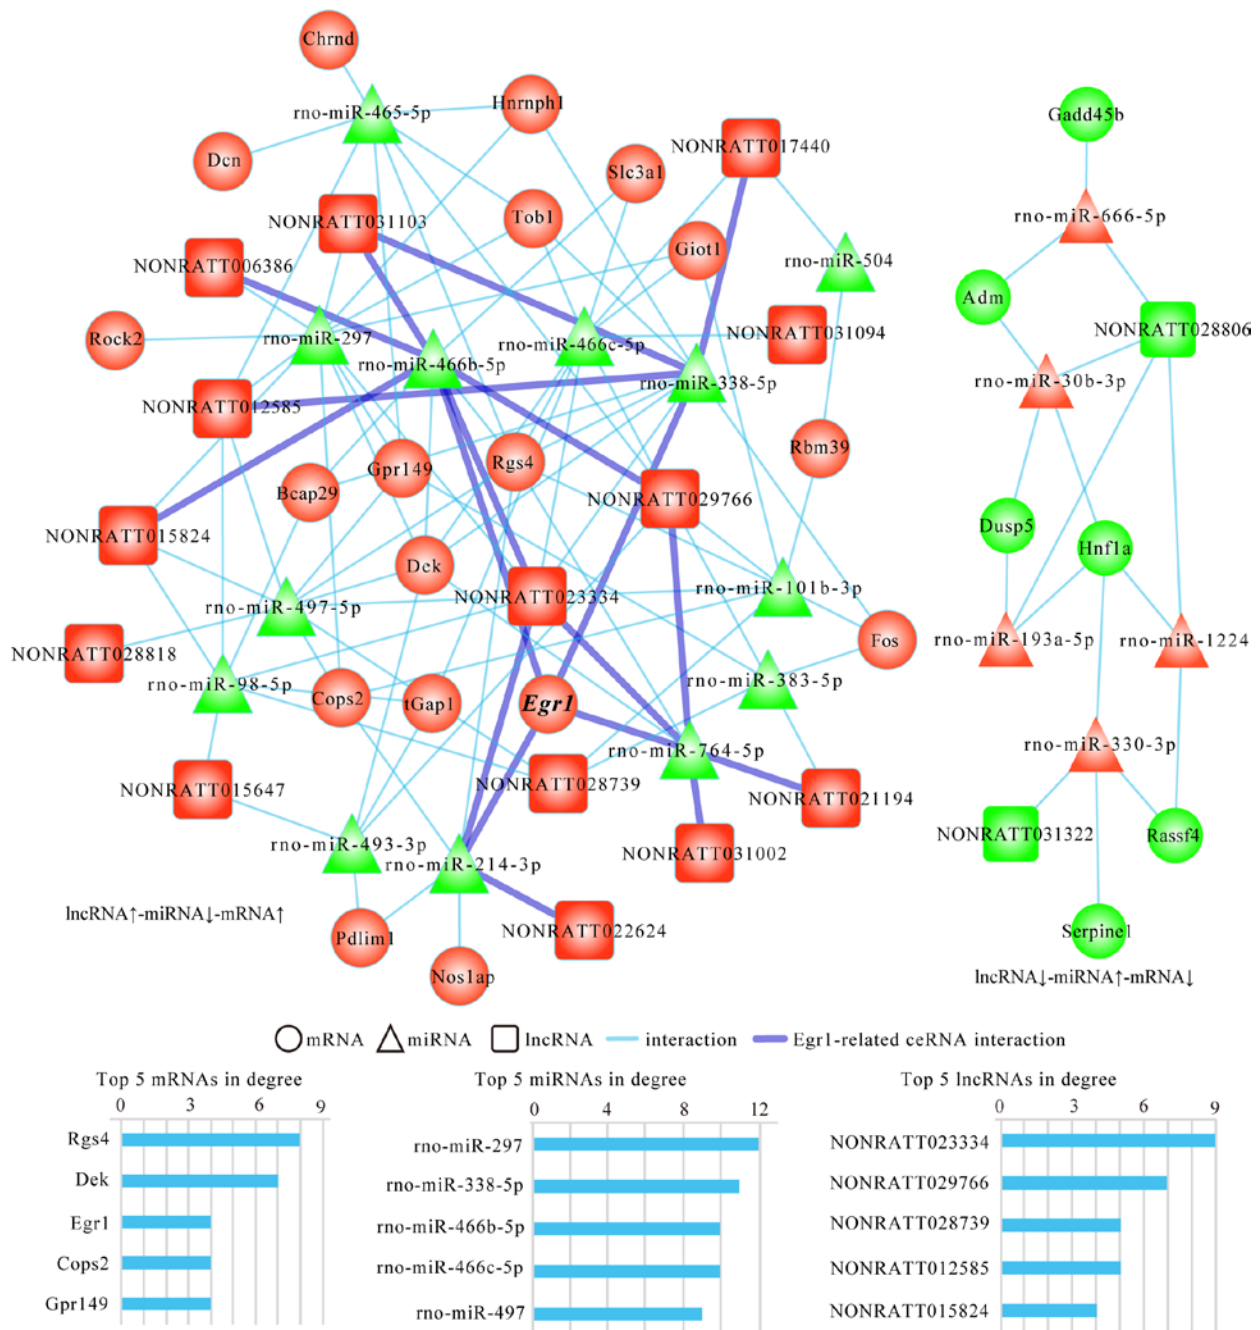 Chrnd
rno-miR-465-5p
Hnrnph1
Gadd45b
NONRATT017440
Dcn
Slc3a1
NONRATT031103
Tob1
rno-miR-666-5p
Giot1
NONRATT006386
rno-miR-504
Adm
NONRATT028806
Rock2
rno-miR-297
rno-miR-466c-5p
NONRATT031094
rno-miR-466b-5p
rno-miR-338-5p
rno-miR-30b-3p
NONRATT012585
Rbm39
Gpr149
Rgs4
Bcap29
NONRATT029766
NONRATT015824
Dusp5
Hnf1a
Dek
rno-miR-101b-3p
rno-miR-497-5p
NONRATT023334
Fos
rno-miR-193a-5p
rno-miR-1224
NONRATT028818
rno-miR-98-5p
rno-miR-383-5p
Cops2
tGap1
Egr1
rno-miR-764-5p
rno-miR-330-3p
NONRATT015647
NONRATT028739
NONRATT021194
NONRATT031322
Rassf4
rno-miR-493-3p
NONRATT031002
rno-miR-214-3p
lncRNA↑-miRNA↓-mRNA↑
NONRATT022624
Serpine1
Pdlim1
Nos1ap
lncRNA↓-miRNA↑-mRNA↓
mRNA miRNA lncRNA interaction Egr1-related ceRNA interaction
Top 5 mRNAs in degree
0 3 6 9
Rgs4
Dek
Egr1
Cops2
Gpr149
Top 5 miRNAs in degree
0 4 8 12
rno-miR-297
rno-miR-338-5p
rno-miR-466b-5p
rno-miR-466c-5p
rno-miR-497
Top 5 lncRNAs in degree
0 3 6 9
NONRATT023334
NONRATT029766
NONRATT028739
NONRATT012585
NONRATT015824